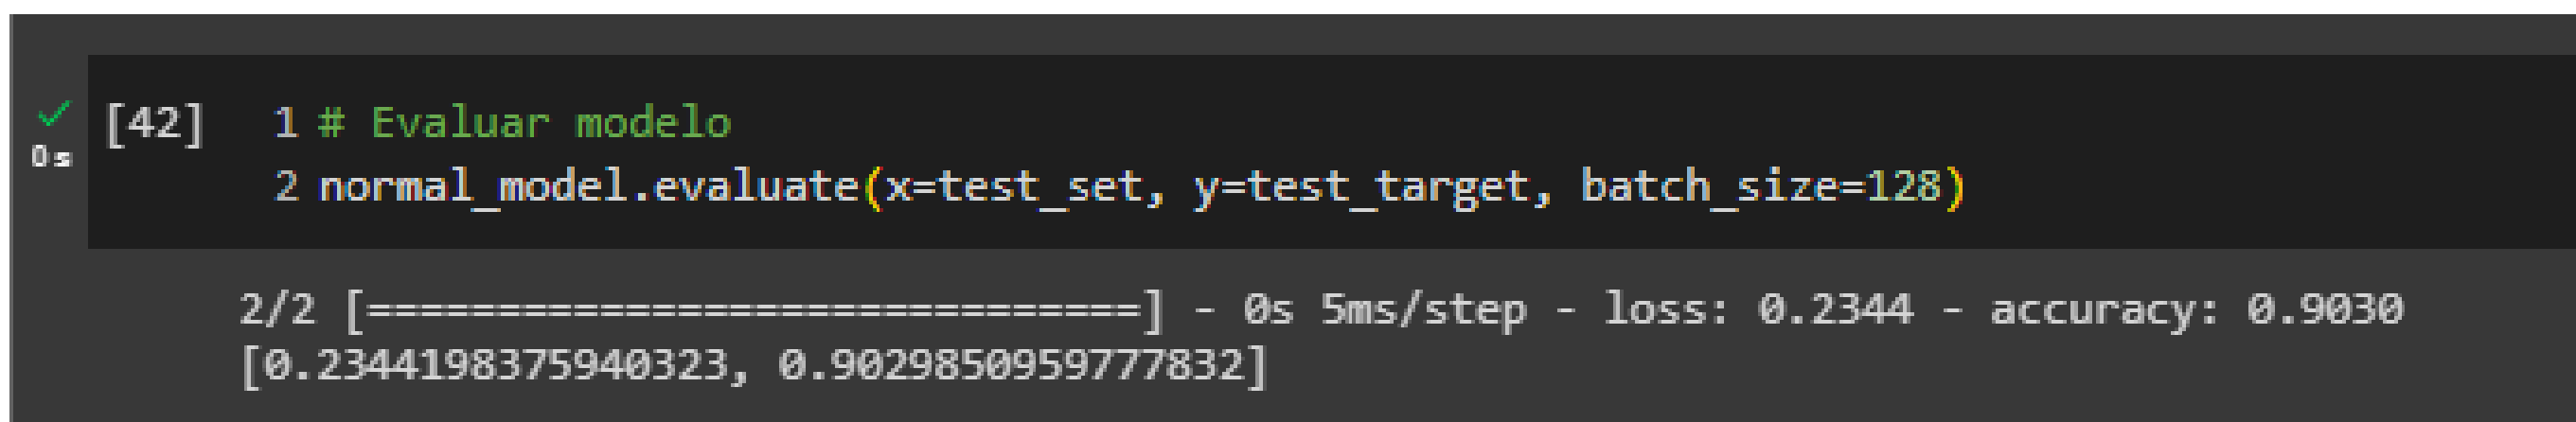 [42] 1 # Evaluar modelo
0s 2 normal_model.evaluate(x=test_set, y=test_target, batch_size=128)
2/2 [==============================] - 0s 5ms/step - loss: 0.2344 - accuracy: 0.9030
[0.2344198375940323, 0.9029850959777832]